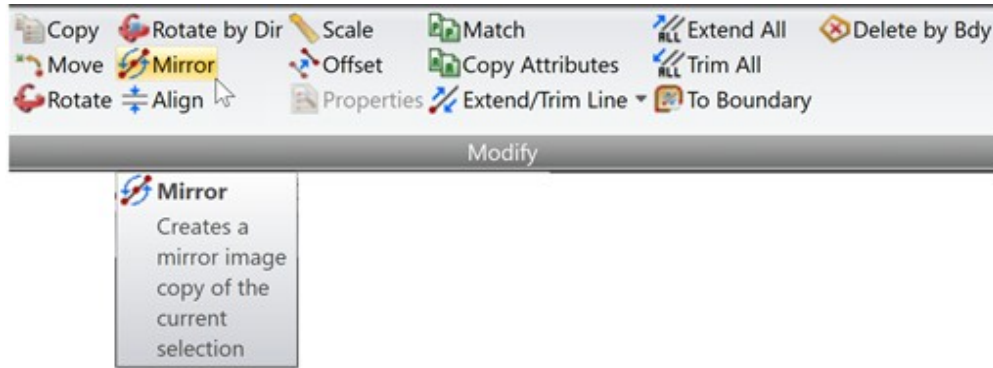 Copy Rotate by Dir Scale Match Extend All Delete by Bdy
Move Mirror Offset Copy Attributes Trim All
Rotate Align Properties Extend/Trim Line To Boundary
Modify
Mirror
Creates a
mirror image
copy of the
current
selection